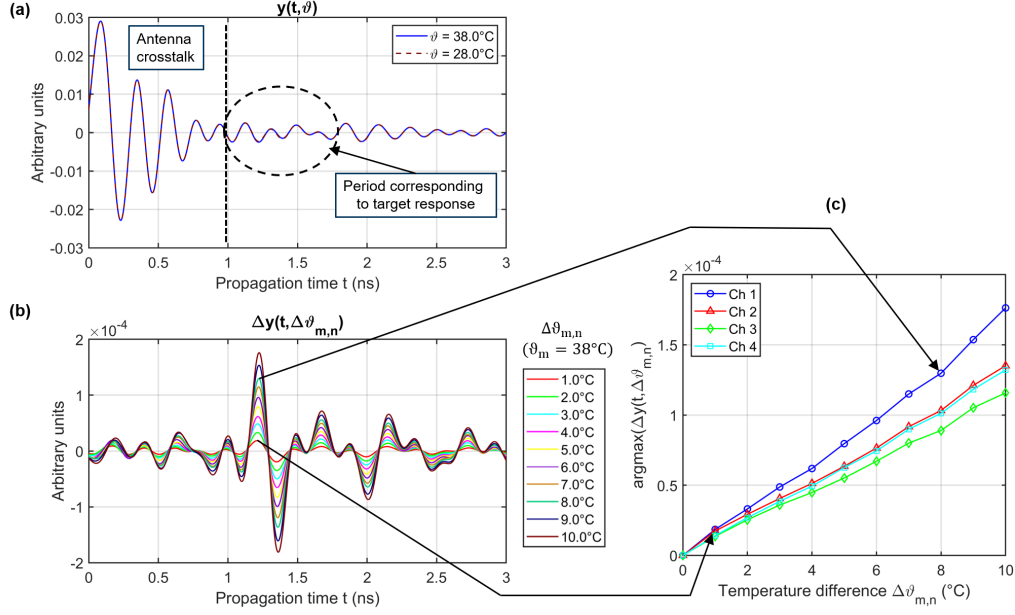 (a)
y(t,ϑ)
0.03
0.02
0.01
0
-0.01
-0.02
-0.03
Arbitrary units
Antenna
crosstalk
ϑ = 38.0°C
ϑ = 28.0°C
Period corresponding
to target response
0 0.5 1 1.5 2 2.5 3
Propagation time t (ns)
(b)
Δy(t,Δϑm,n)
×10-4
2
1
0
-1
-2
Arbitrary units
0 0.5 1 1.5 2 2.5 3
Propagation time t (ns)
Δϑm,n
(ϑm = 38°C)
1.0°C
2.0°C
3.0°C
4.0°C
5.0°C
6.0°C
7.0°C
8.0°C
9.0°C
10.0°C
(c)
×10-4
2
1.5
1
0.5
0
argmax(Δy(t,Δϑm,n)
Ch 1
Ch 2
Ch 3
Ch 4
0 2 4 6 8 10
Temperature difference Δϑm,n (°C)